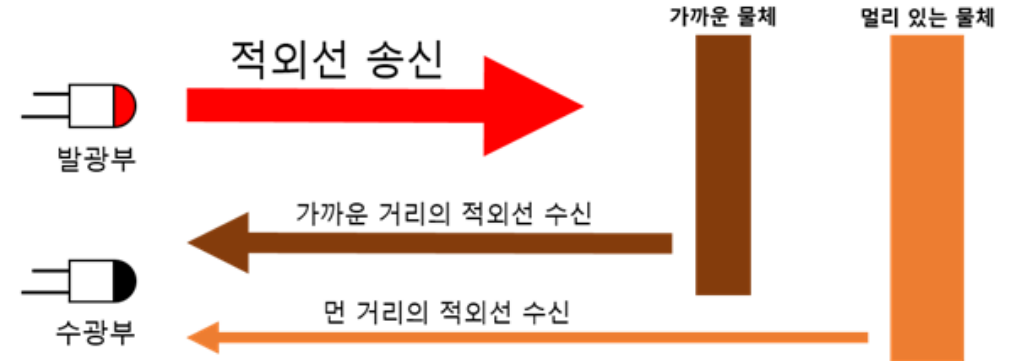 가까운 물체
멀리 있는 물체
적외선 송신
발광부
가까운 거리의 적외선 수신
수광부
먼 거리의 적외선 수신